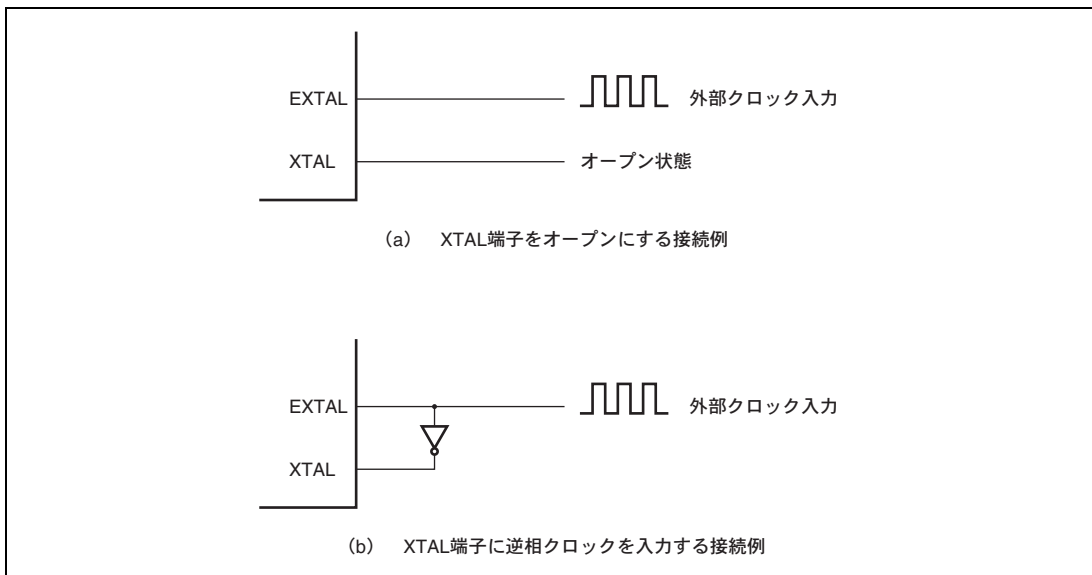 EXTAL 外部クロック入力
XTAL オープン状態
(a) XTAL端子をオープンにする接続例
EXTAL 外部クロック入力
XTAL
(b) XTAL端子に逆相クロックを入力する接続例